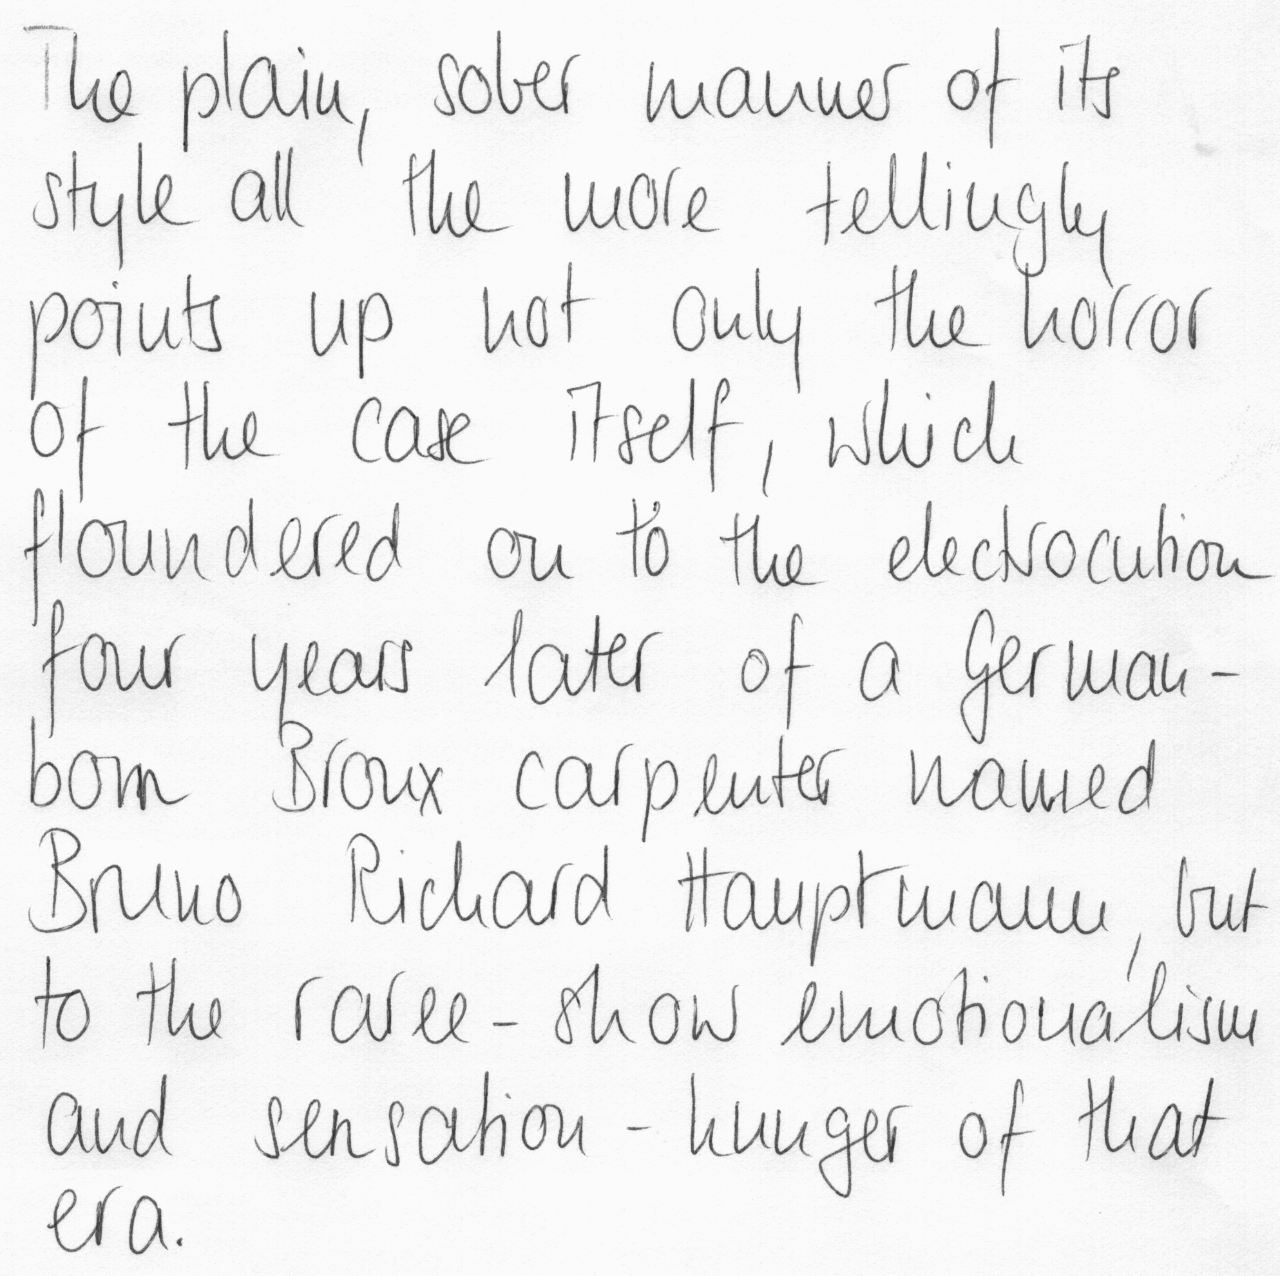 The plain, sober manner of its
style all the more tellingly
points up not only the horror
of the case itself, which
floundered on to the electrocution
four years later of a German-
born Bronx carpenter named
Bruno Richard Hauptmann, but
to the raree-show emotionalism
and sensation-hunger of that
era.